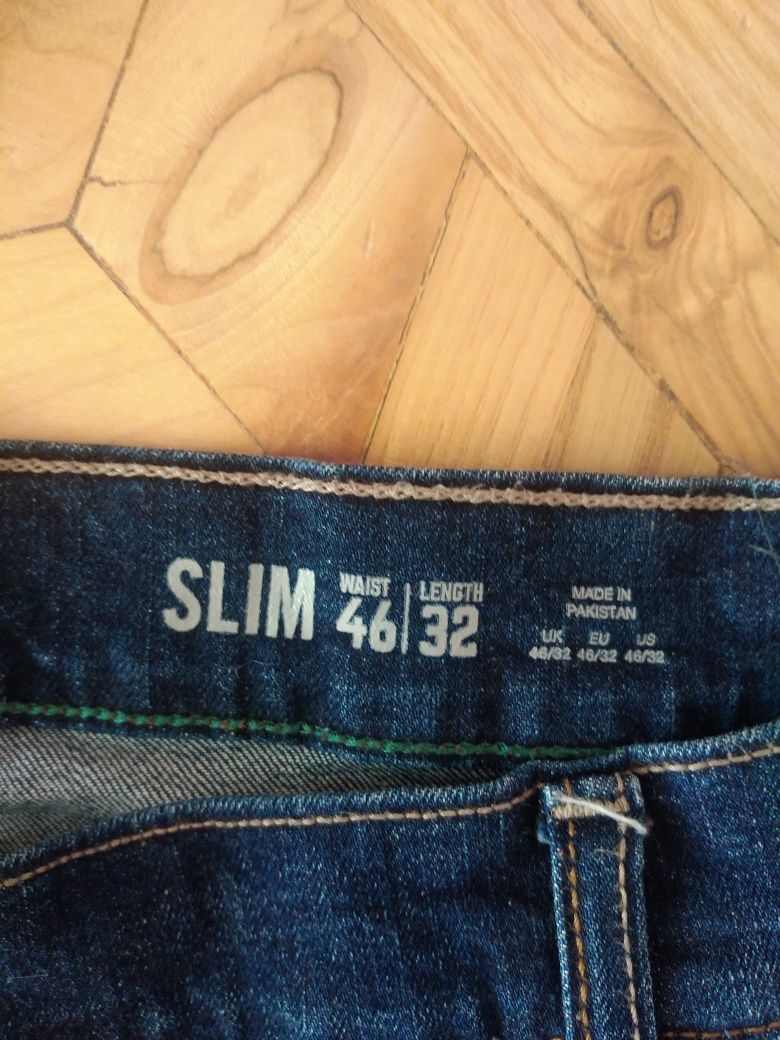 SLIM
WAIST LENGTH
46 32
MADE IN
PAKISTAN
UK EU US
46/32 46/32 46/32